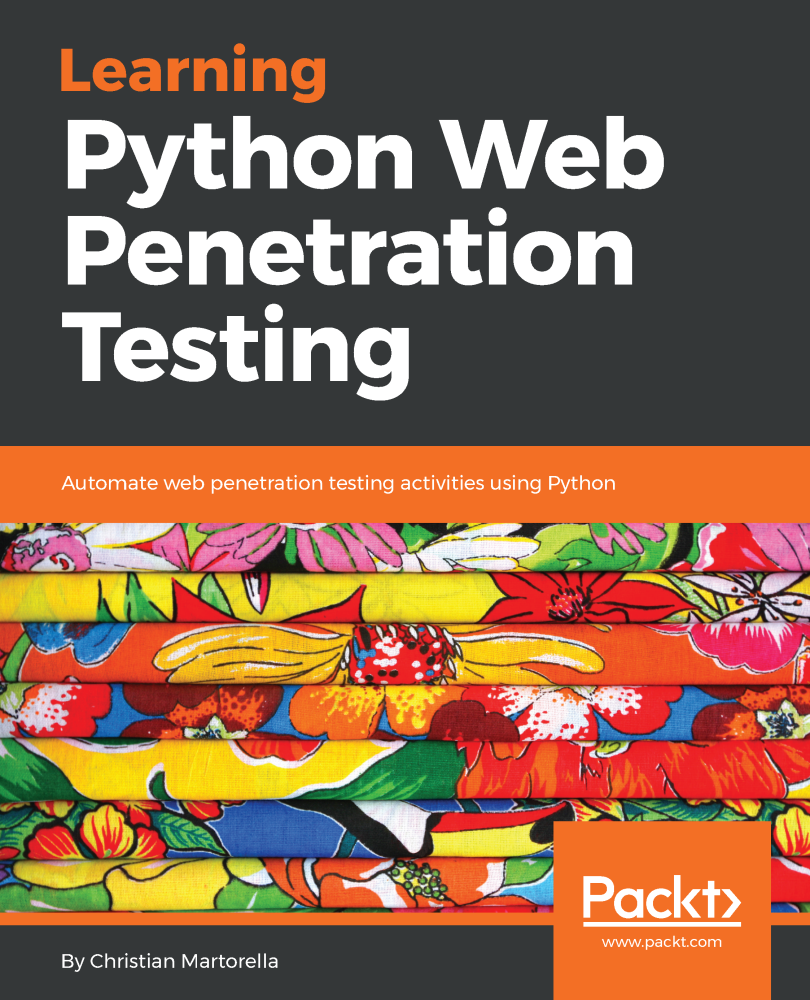 Learning
Python Web
Penetration
Testing
Automate web penetration testing activities using Python
Packt>
www.packt.com
By Christian Martorella